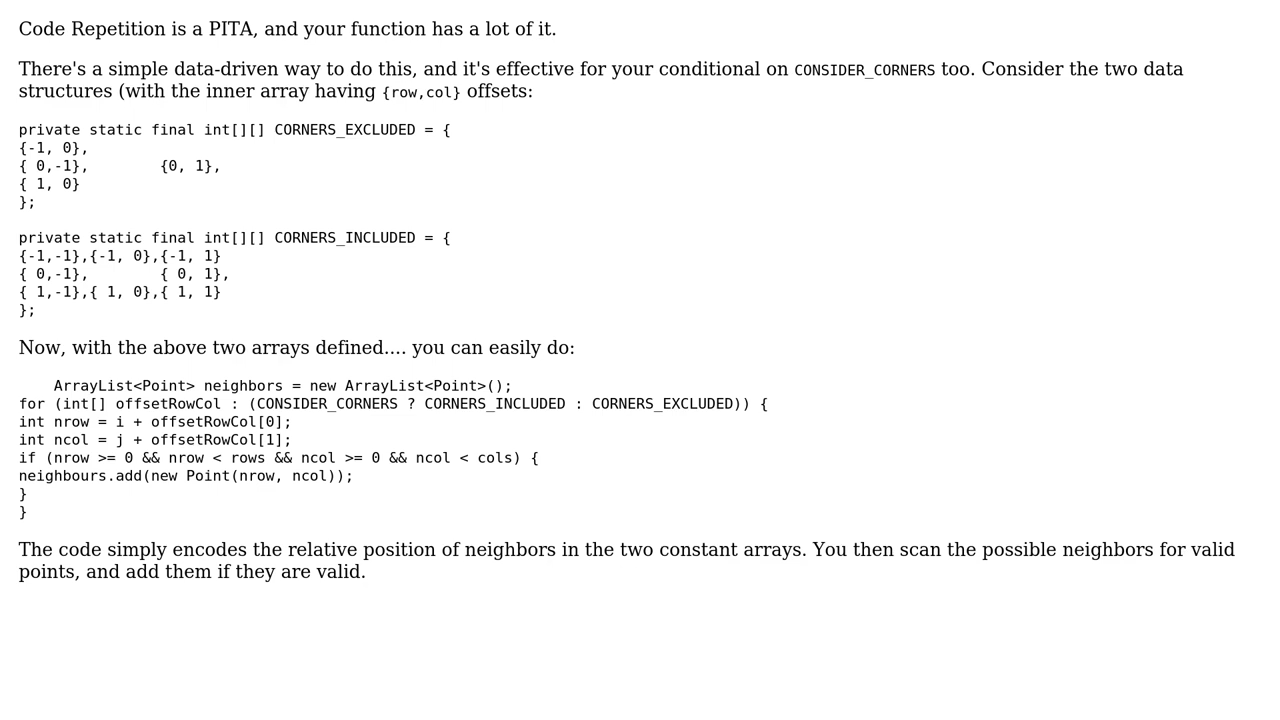 Code Repetition is a PITA, and your function has a lot of it.
There's a simple data-driven way to do this, and it's effective for your conditional on CONSIDER_CORNERS too. Consider the two data
structures (with the inner array having {row,col} offsets:
private static final int[][] CORNERS_EXCLUDED = {
{-1, 0},
{ 0,-1},        {0, 1},
{ 1, 0}
};
private static final int[][] CORNERS_INCLUDED = {
{-1,-1},{-1, 0},{-1, 1}
{ 0,-1},        { 0, 1},
{ 1,-1},{ 1, 0},{ 1, 1}
};
Now, with the above two arrays defined.... you can easily do:
    ArrayList<Point> neighbors = new ArrayList<Point>();
for (int[] offsetRowCol : (CONSIDER_CORNERS ? CORNERS_INCLUDED : CORNERS_EXCLUDED)) {
int nrow = i + offsetRowCol[0];
int ncol = j + offsetRowCol[1];
if (nrow >= 0 && nrow < rows && ncol >= 0 && ncol < cols) {
neighbours.add(new Point(nrow, ncol));
}
}
The code simply encodes the relative position of neighbors in the two constant arrays. You then scan the possible neighbors for valid
points, and add them if they are valid.